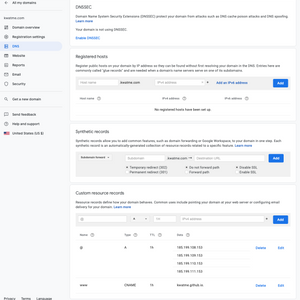 All my domains
kwatme.com
Domain overview
Registration settings
DNS
Website
Reports
Email
Security
Get a new domain
Send feedback
Help and support
United States (US $)
Privacy Terms Language
DNSSEC
Domain Name System Security Extensions (DNSSEC) protect your domain from attacks such as DNS cache poison attacks and DNS spoofing.
Learn more
Your domain is not using DNSSEC.
Enable DNSSEC
Registered hosts
Register public hosts on your domain by IP address so they can be found without first resolving your domain in the DNS. Entries here are
commonly called "glue records" and are needed when a domain's name servers serve as one of its subdomains.
Host name .kwatme.com IPv4 address Add an IPv6 address Add
Host name IPv4 address IPv6 address
No registered hosts have been set up.
Synthetic records
Synthetic records allow you to add common features, such as domain forwarding or Google Workspace, to your domain in one step. Each
synthetic record is an automatically generated collection of resource records related to a specific feature. Learn more
Subdomain forward Subdomain .kwatme.com → Destination URL Add
Temporary redirect (302) Do not forward path Disable SSL
Permanent redirect (301) Forward path Enable SSL
Custom resource records
Resource records define how your domain behaves. Common uses include pointing your domain at your web server or configuring email
delivery for your domain. Learn more
@ A 1H IPv4 address Add
Name Type TTL Data
@ A 1h 185.199.108.153 Delete Edit
185.199.109.153
185.199.110.153
185.199.111.153
www CNAME 1h kwatme.github.io Delete Edit